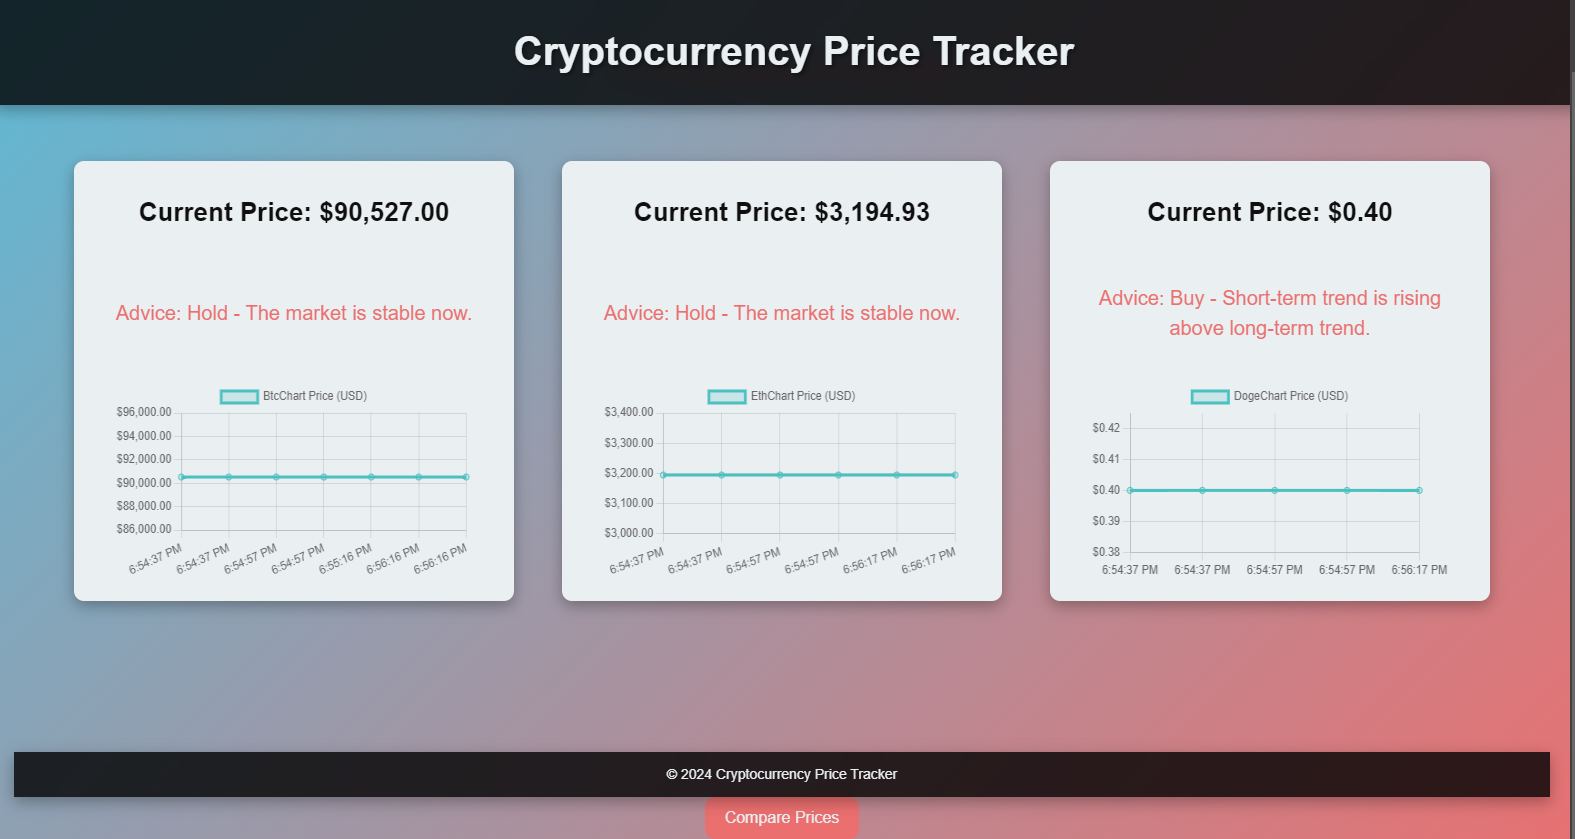 Cryptocurrency Price Tracker
Current Price: $90,527.00
Advice: Hold - The market is stable now.
BtcChart Price (USD)
$96,000.00
$94,000.00
$92,000.00
$90,000.00
$88,000.00
$86,000.00
6:54:37 PM
6:54:37 PM
6:54:57 PM
6:54:57 PM
6:55:16 PM
6:56:16 PM
6:56:16 PM
Current Price: $3,194.93
Advice: Hold - The market is stable now.
EthChart Price (USD)
$3,400.00
$3,300.00
$3,200.00
$3,100.00
$3,000.00
6:54:37 PM
6:54:37 PM
6:54:57 PM
6:54:57 PM
6:56:17 PM
6:56:17 PM
Current Price: $0.40
Advice: Buy - Short-term trend is rising
above long-term trend.
DogeChart Price (USD)
$0.42
$0.41
$0.40
$0.39
$0.38
6:54:37 PM
6:54:37 PM
6:54:57 PM
6:54:57 PM
6:56:17 PM
© 2024 Cryptocurrency Price Tracker
Compare Prices